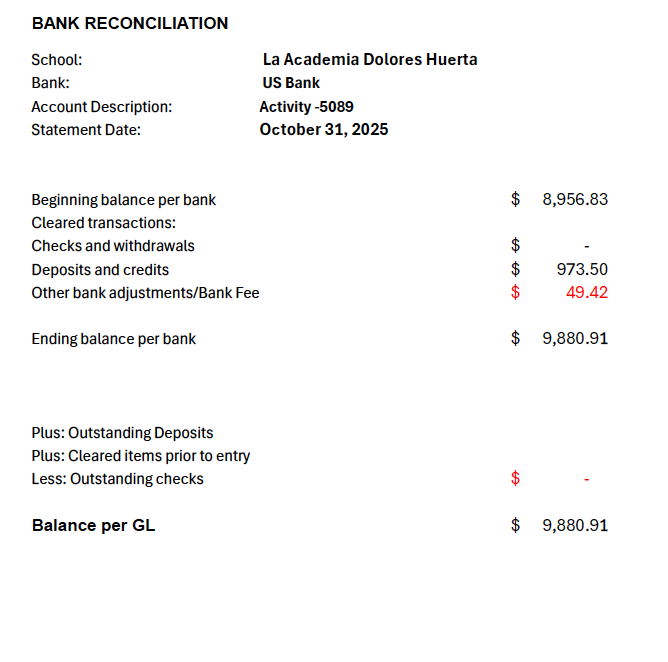 BANK RECONCILIATION
School: La Academia Dolores Huerta
Bank: US Bank
Account Description: Activity -5089
Statement Date: October 31, 2025
Beginning balance per bank $ 8,956.83
Cleared transactions:
Checks and withdrawals $ -
Deposits and credits $ 973.50
Other bank adjustments/Bank Fee $ 49.42
Ending balance per bank $ 9,880.91
Plus: Outstanding Deposits
Plus: Cleared items prior to entry
Less: Outstanding checks $ -
Balance per GL $ 9,880.91